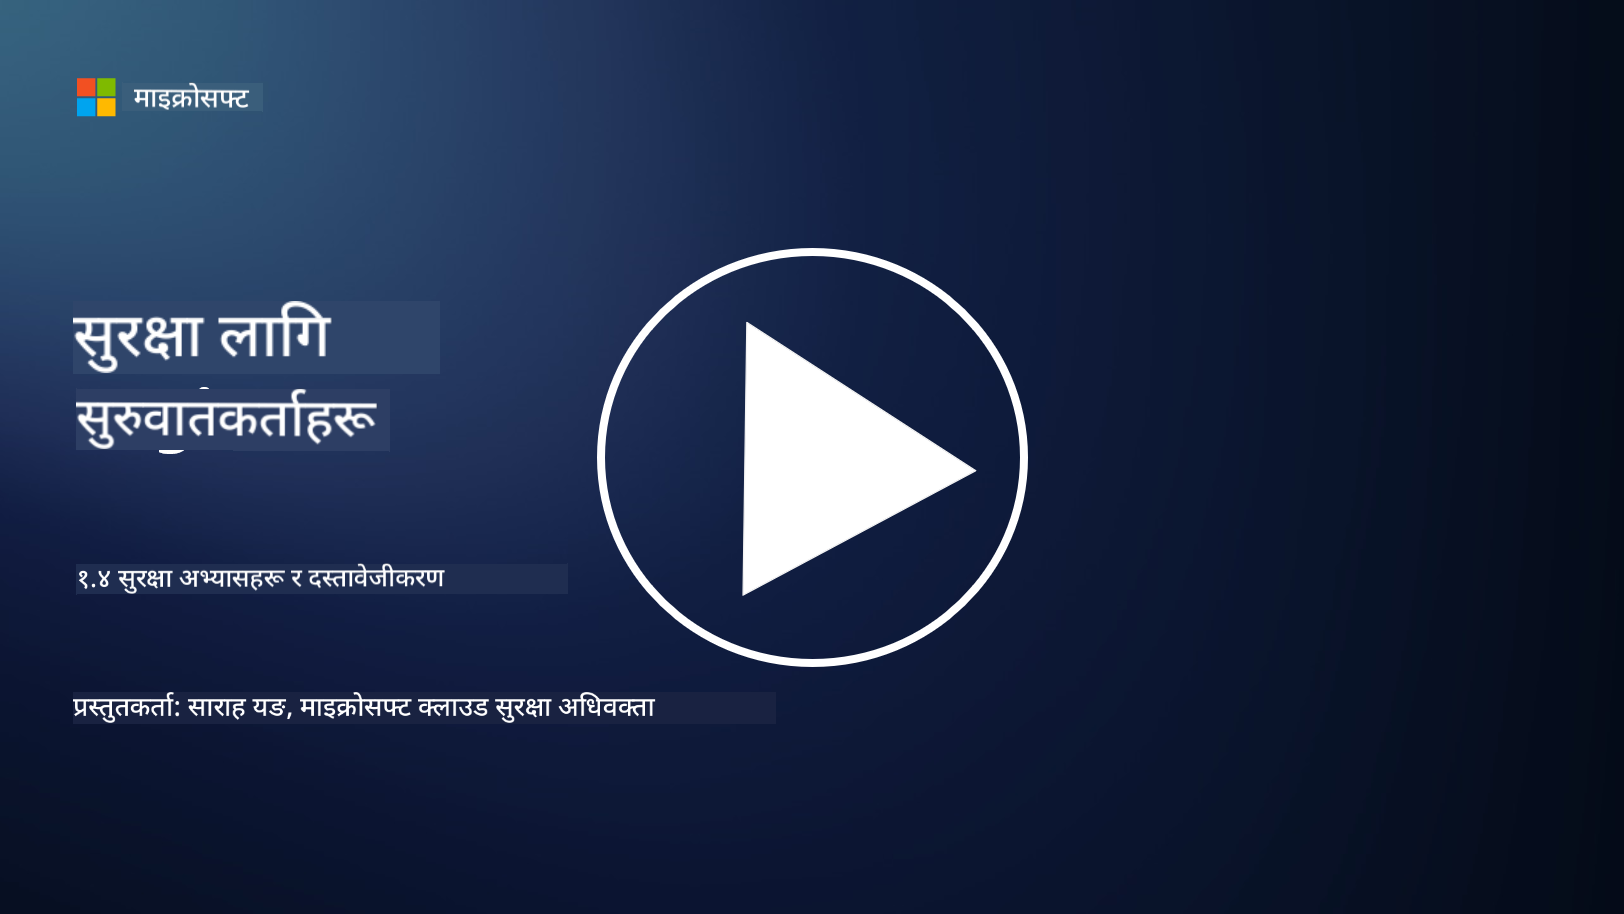 माइक्रोसफ्ट
सुरक्षा लागि
सुरुवातकर्ताहरू
१.४ सुरक्षा अभ्यासहरू र दस्तावेजीकरण
प्रस्तुतकर्ता: साराह यङ, माइक्रोसफ्ट क्लाउड सुरक्षा अधिवक्ता